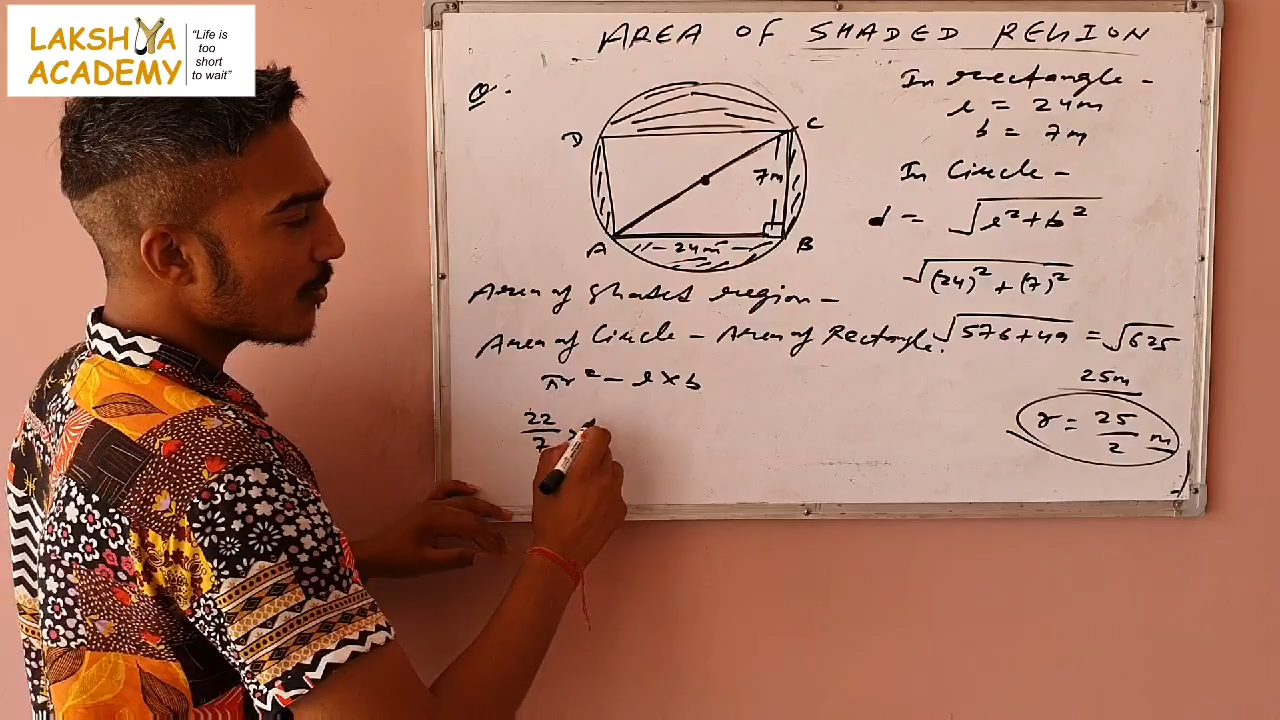 LAKSHYA
ACADEMY
“Life is
too
short
to wait”
AREA OF SHADED REGION
Q.
D
C
7m
A
24m
B
In rectangle -
l = 24m
b = 7m
In Circle -
d = √l²+b²
√(24)²+(7)²
√576+49 = √625
25m
r = 25/2 m
Area of Shaded region -
Area of Circle - Area of Rectangle.
πr² - l×b
22/7 ×